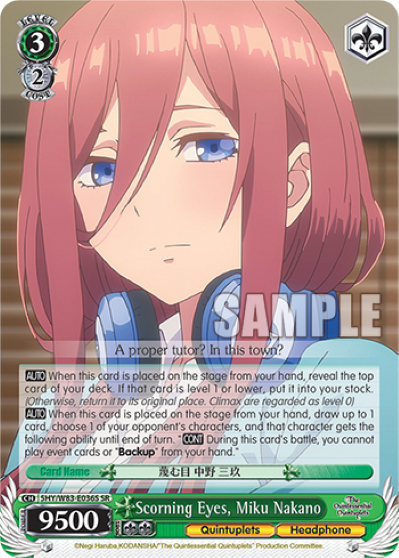 LEVEL
3
2
COST
SAMPLE
A proper tutor? In this town?
AUTO When this card is placed on the stage from your hand, reveal the top
card of your deck. If that card is level 1 or lower, put it into your stock.
(Otherwise, return it to its original place. Climax are regarded as level 0)
AUTO When this card is placed on the stage from your hand, draw up to 1
card, choose 1 of your opponent's characters, and that character gets the
following ability until end of turn. "CONT During this card's battle, you cannot
play event cards or "Backup" from your hand."
Card Name 蔑む目 中野 三玖
CH 5HY/W83-E036S SR
POWER
9500
Scorning Eyes, Miku Nakano
The Quintessential Quintuplets
Quintuplets Headphone
©Negi Haruba,KODANSHA/"The Quintessential Quintuplets" Production Committee